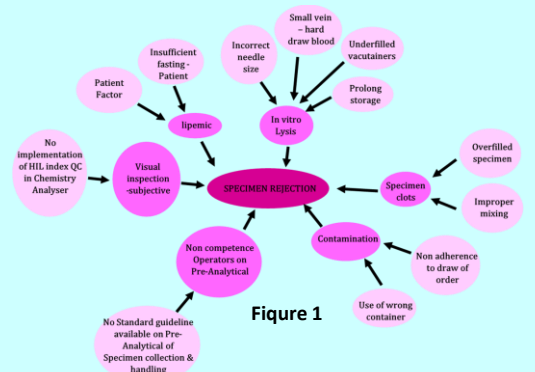 Small vein
– hard
draw blood
Incorrect
needle
size
Underfilled
vacutainers
Insufficient
fasting -
Patient
Prolong
storage
Patient
Factor
lipemic
In vitro
Lysis
No
implementation
of HIL index QC
in Chemistry
Analyser
Visual
inspection
-subjective
SPECIMEN REJECTION
Specimen
clots
Overfilled
specimen
Improper
mixing
Non competence
Operators on
Pre-Analytical
Contamination
Non adherence
to draw of
order
Use of wrong
container
Figure 1
No Standard guideline
available on Pre-
Analytical of
Specimen collection &
handling